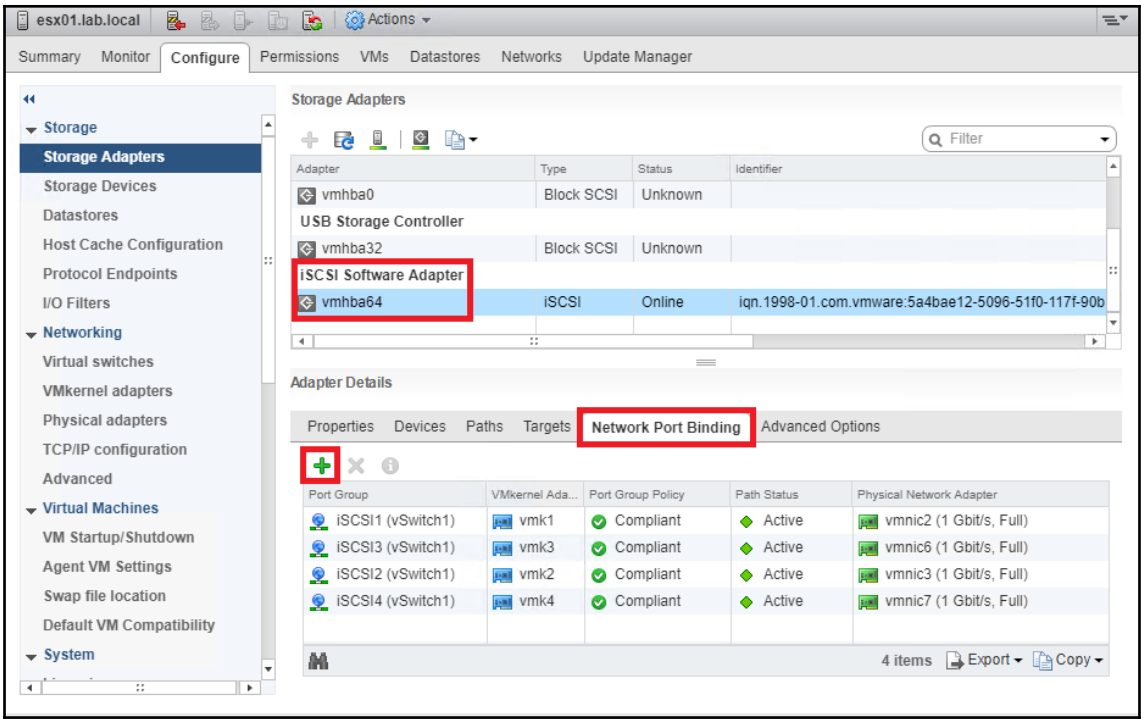 esx01.lab.local Actions
Summary Monitor Configure Permissions VMs Datastores Networks Update Manager
Storage
Storage Adapters
Storage Devices
Datastores
Host Cache Configuration
Protocol Endpoints
I/O Filters
Networking
Virtual switches
VMkernel adapters
Physical adapters
TCP/IP configuration
Advanced
Virtual Machines
VM Startup/Shutdown
Agent VM Settings
Swap file location
Default VM Compatibility
System
Storage Adapters
Filter
Adapter Type Status Identifier
vmhba0 Block SCSI Unknown
USB Storage Controller
vmhba32 Block SCSI Unknown
iSCSI Software Adapter
vmhba64 iSCSI Online iqn.1998-01.com.vmware:5a4bae12-5096-51f0-117f-90b
Adapter Details
Properties Devices Paths Targets Network Port Binding Advanced Options
Port Group VMkernel Ada... Port Group Policy Path Status Physical Network Adapter
iSCSI1 (vSwitch1) vmk1 Compliant Active vmnic2 (1 Gbit/s, Full)
iSCSI3 (vSwitch1) vmk3 Compliant Active vmnic6 (1 Gbit/s, Full)
iSCSI2 (vSwitch1) vmk2 Compliant Active vmnic3 (1 Gbit/s, Full)
iSCSI4 (vSwitch1) vmk4 Compliant Active vmnic7 (1 Gbit/s, Full)
4 items Export Copy